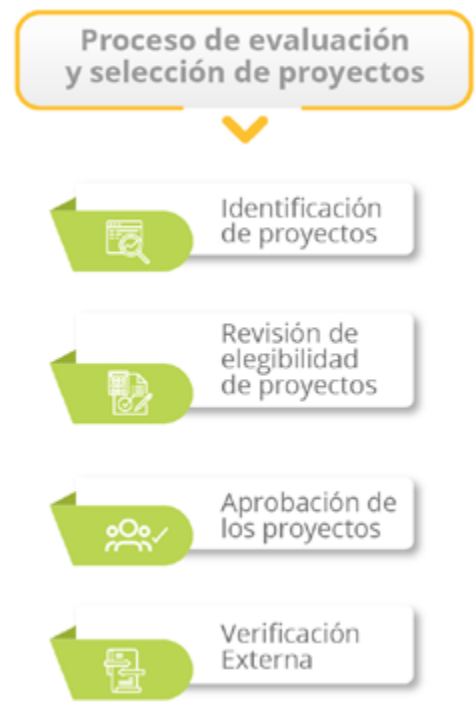 Proceso de evaluación
y selección de proyectos
Identificación
de proyectos
Revisión de
elegibilidad
de proyectos
Aprobación de
los proyectos
Verificación
Externa